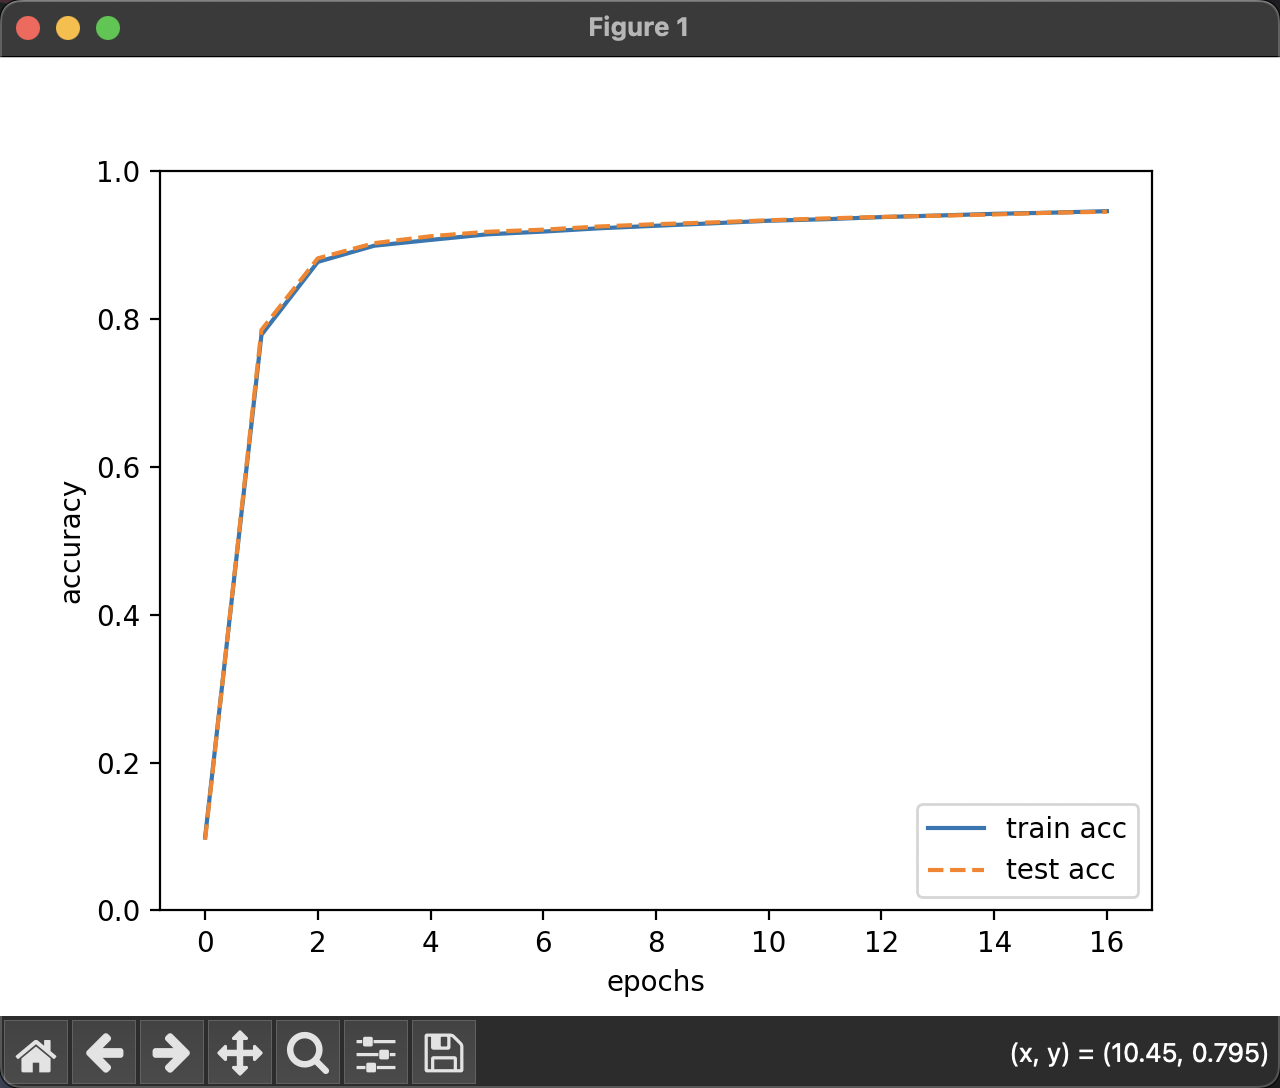 Figure 1
1.0
0.8
0.6
0.4
0.2
0.0
accuracy
train acc
test acc
0 2 4 6 8 10 12 14 16
epochs
(x, y) = (10.45, 0.795)